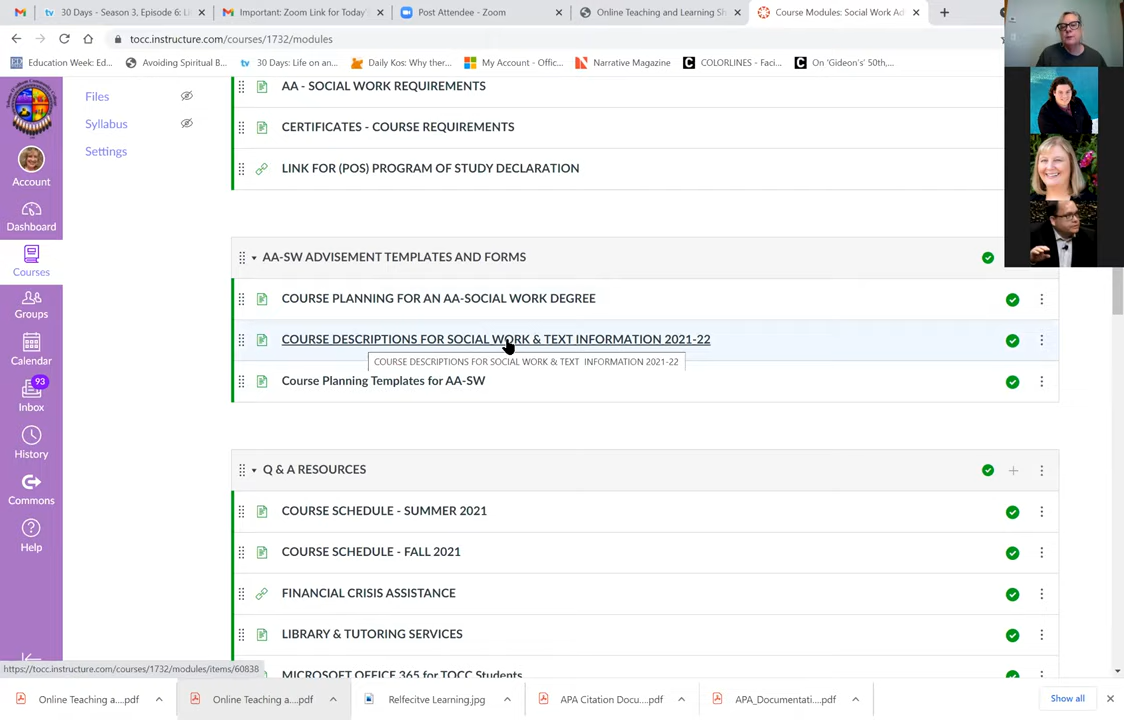 30 Days - Season 3, Episode 6: Li
Important: Zoom Link for Today'
Post Attendee - Zoom
Online Teaching and Learning Sh
Course Modules: Social Work Ad
tocc.instructure.com/courses/1732/modules
Education Week: Ed...
Avoiding Spiritual B...
30 Days: Life on an...
Daily Kos: Why ther...
My Account - Offic...
Narrative Magazine
COLORLINES - Faci...
On 'Gideon's' 50th,...
Files
Syllabus
Settings
Account
Dashboard
Courses
Groups
Calendar
93
Inbox
History
Commons
Help
AA - SOCIAL WORK REQUIREMENTS
CERTIFICATES - COURSE REQUIREMENTS
LINK FOR (POS) PROGRAM OF STUDY DECLARATION
AA-SW ADVISEMENT TEMPLATES AND FORMS
COURSE PLANNING FOR AN AA-SOCIAL WORK DEGREE
COURSE DESCRIPTIONS FOR SOCIAL WORK & TEXT INFORMATION 2021-22
COURSE DESCRIPTIONS FOR SOCIAL WORK & TEXT INFORMATION 2021-22
Course Planning Templates for AA-SW
Q & A RESOURCES
COURSE SCHEDULE - SUMMER 2021
COURSE SCHEDULE - FALL 2021
FINANCIAL CRISIS ASSISTANCE
LIBRARY & TUTORING SERVICES
MICROSOFT OFFICE 365 for TOCC Students
https://tocc.instructure.com/courses/1732/modules/items/60838
Online Teaching a....pdf
Online Teaching a....pdf
Relfecitve Learning.jpg
APA Citation Docu....pdf
APA_Documentati....pdf
Show all